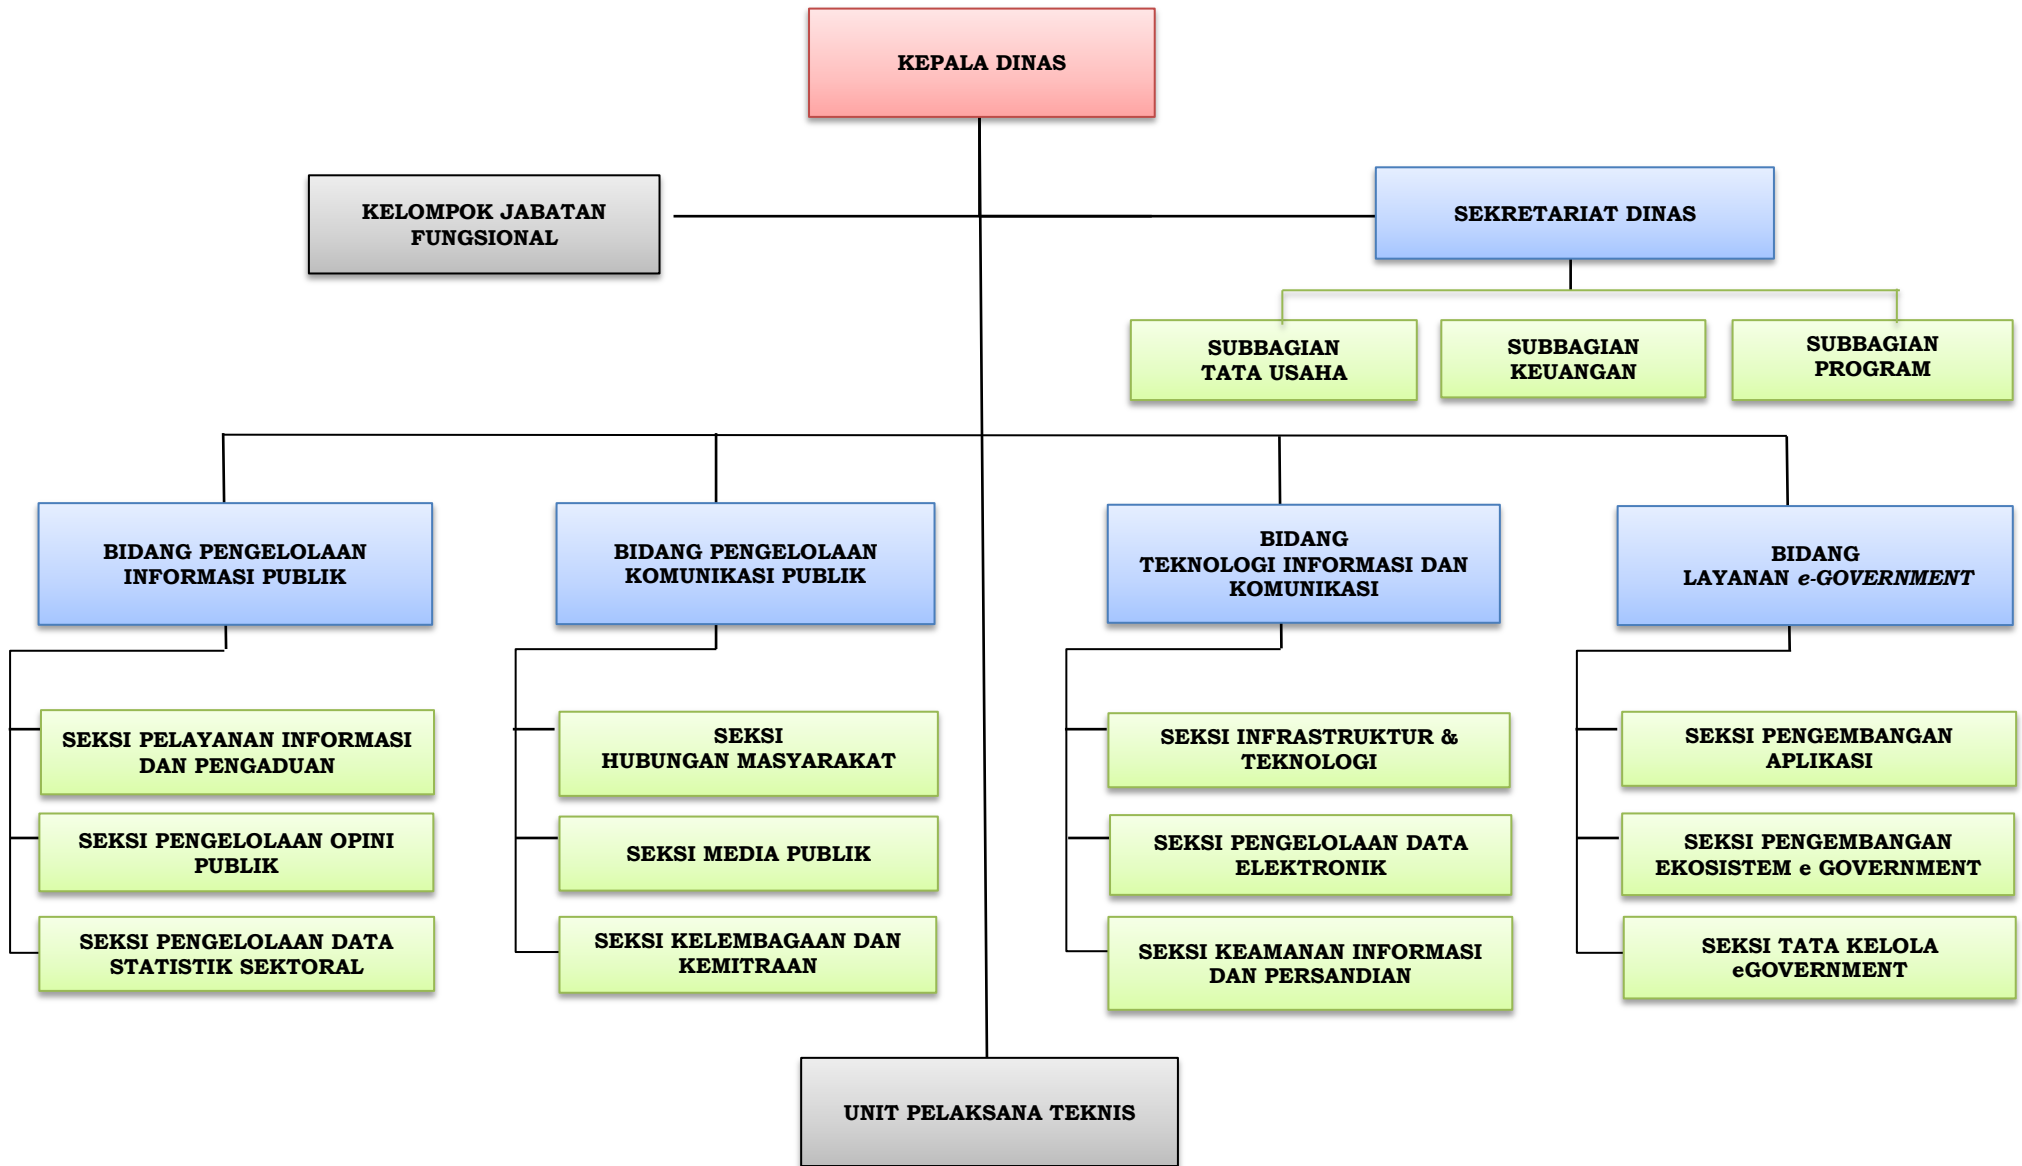 KEPALA DINAS
KELOMPOK JABATAN
FUNGSIONAL
SEKRETARIAT DINAS
SUBBAGIAN
TATA USAHA
SUBBAGIAN
KEUANGAN
SUBBAGIAN
PROGRAM
BIDANG PENGELOLAAN
INFORMASI PUBLIK
BIDANG PENGELOLAAN
KOMUNIKASI PUBLIK
BIDANG
TEKNOLOGI INFORMASI DAN
KOMUNIKASI
BIDANG
LAYANAN e-GOVERNMENT
SEKSI PELAYANAN INFORMASI
DAN PENGADUAN
SEKSI
HUBUNGAN MASYARAKAT
SEKSI INFRASTRUKTUR &
TEKNOLOGI
SEKSI PENGEMBANGAN
APLIKASI
SEKSI PENGELOLAAN OPINI
PUBLIK
SEKSI MEDIA PUBLIK
SEKSI PENGELOLAAN DATA
ELEKTRONIK
SEKSI PENGEMBANGAN
EKOSISTEM e GOVERNMENT
SEKSI PENGELOLAAN DATA
STATISTIK SEKTORAL
SEKSI KELEMBAGAAN DAN
KEMITRAAN
SEKSI KEAMANAN INFORMASI
DAN PERSANDIAN
SEKSI TATA KELOLA
eGOVERNMENT
UNIT PELAKSANA TEKNIS